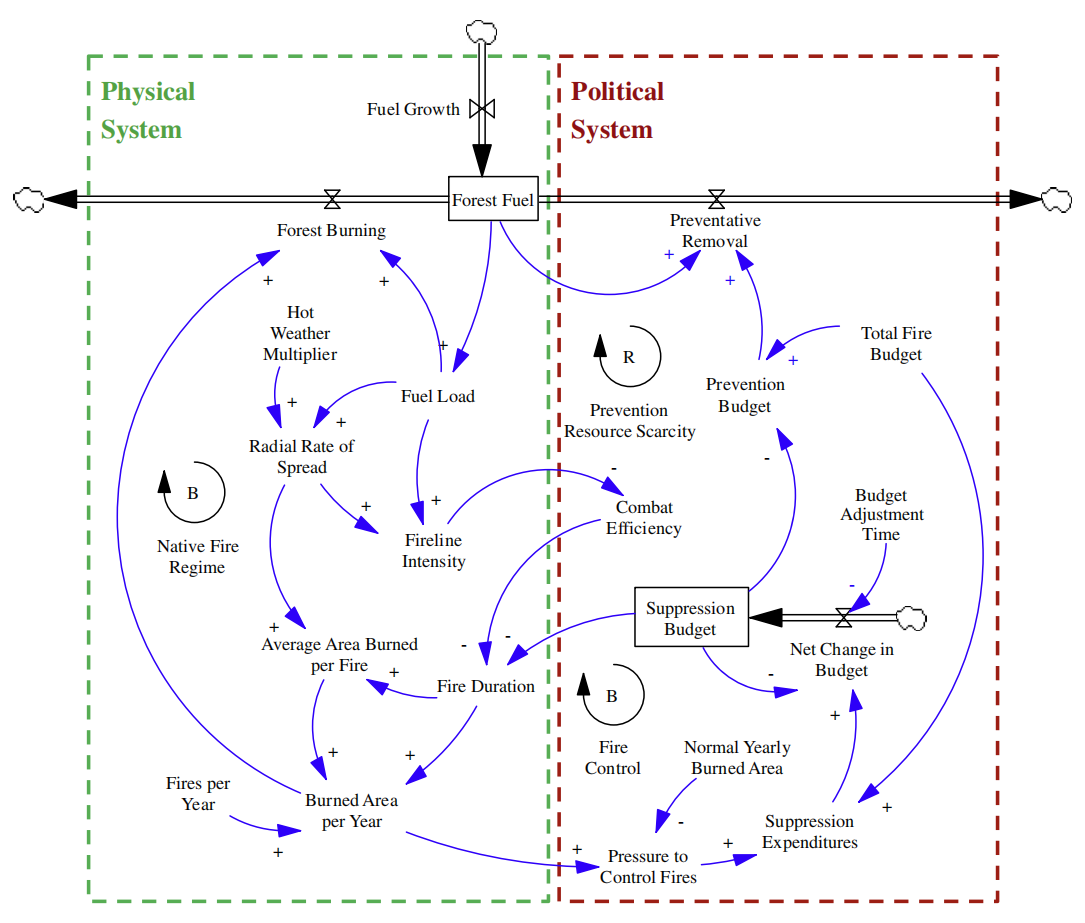 Physical
System
Political
System
Fuel Growth
Forest Fuel
Forest Burning
Preventative
Removal
+
+
+
+
Hot
Weather
Multiplier
+
Total Fire
Budget
R
+
Fuel Load
Prevention
Budget
+
+
Prevention
Resource Scarcity
Radial Rate of
Spread
-
-
B
+
+
Combat
Efficiency
Budget
Adjustment
Time
Native Fire
Regime
Fireline
Intensity
-
Suppression
Budget
+
Average Area Burned
per Fire
-
-
Net Change in
Budget
+
Fire Duration
-
B
+
+
+
Fire
Control
Normal Yearly
Burned Area
Fires per
Year
Burned Area
per Year
+
-
Suppression
Expenditures
+
+
+
Pressure to
Control Fires